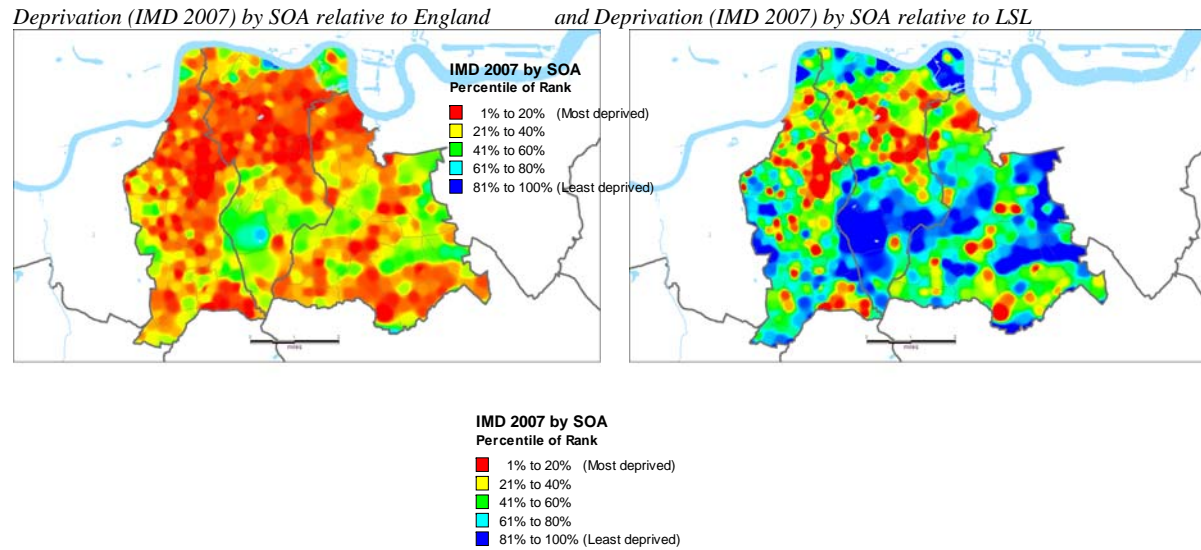 Deprivation (IMD 2007) by SOA relative to England and Deprivation (IMD 2007) by SOA relative to LSL
IMD 2007 by SOA
Percentile of Rank
1% to 20% (Most deprived)
21% to 40%
41% to 60%
61% to 80%
81% to 100% (Least deprived)
miles
miles
IMD 2007 by SOA
Percentile of Rank
1% to 20% (Most deprived)
21% to 40%
41% to 60%
61% to 80%
81% to 100% (Least deprived)